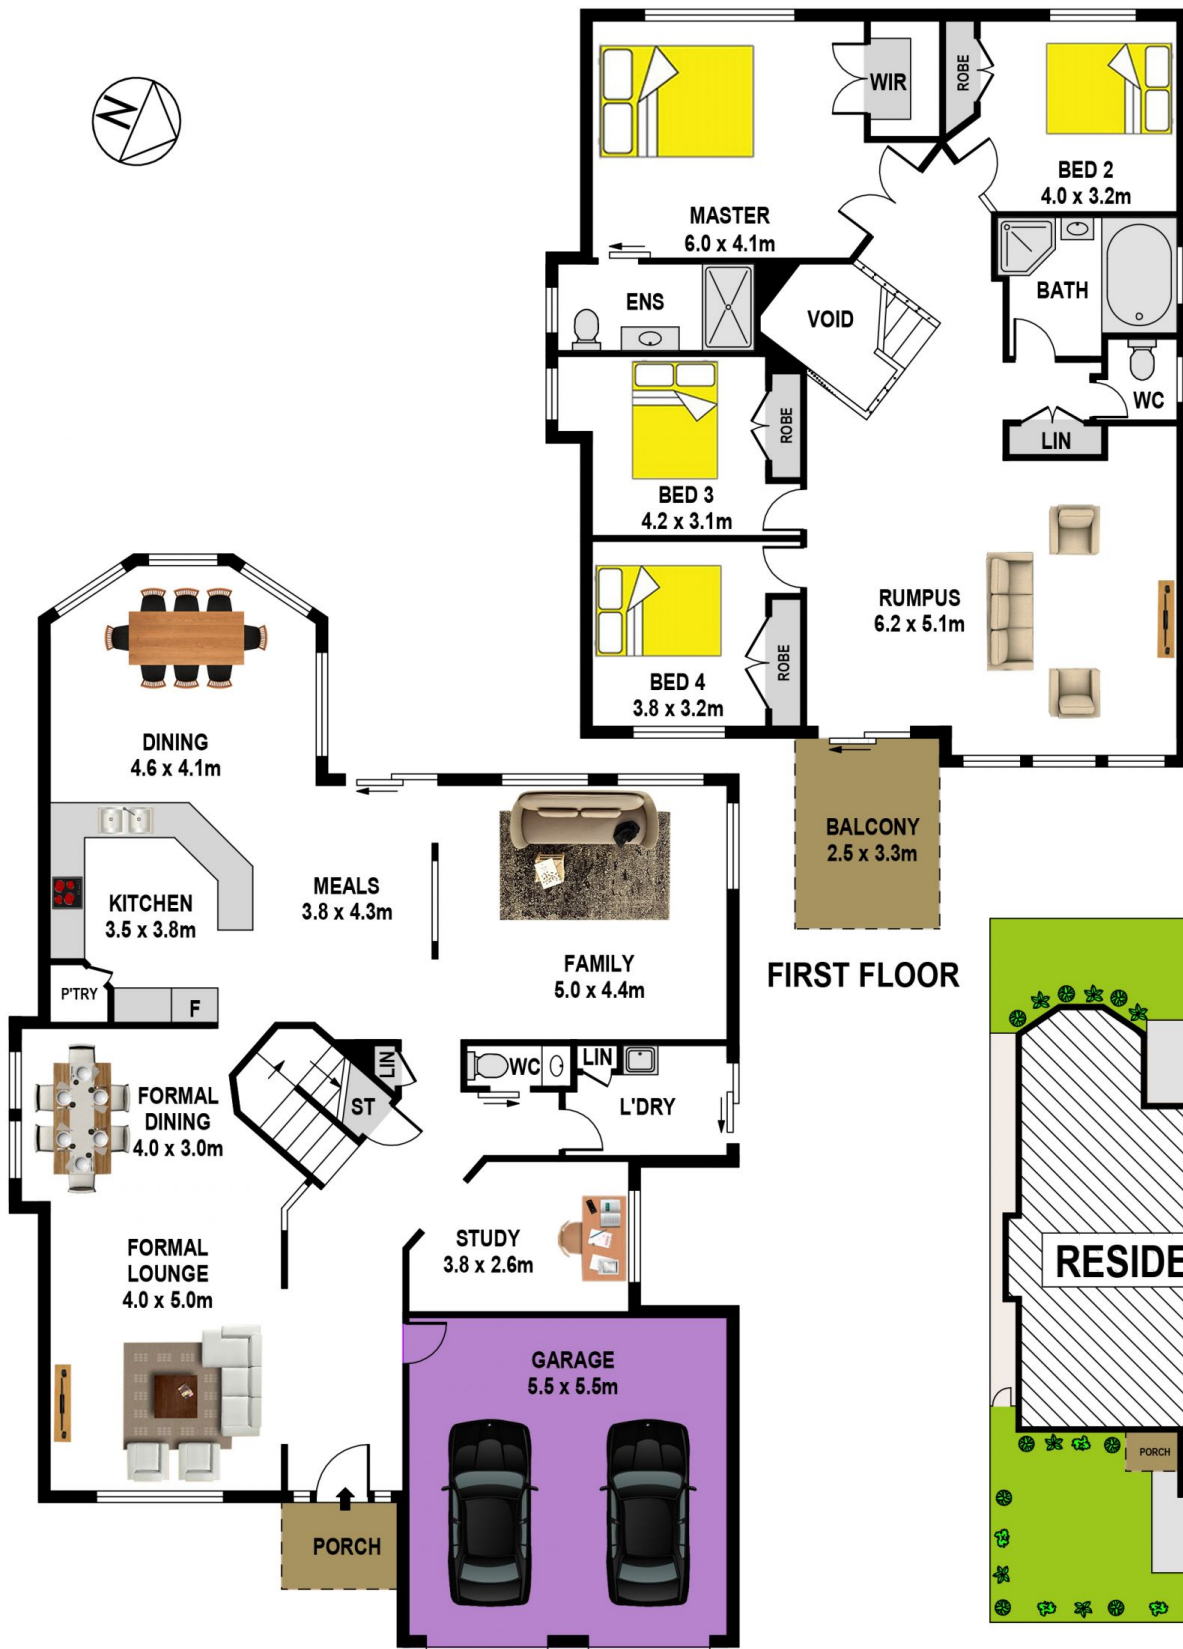 N
WIR
ROBE
BED 2
4.0 x 3.2m
MASTER
6.0 x 4.1m
BATH
ENS
VOID
WC
ROBE
LIN
BED 3
4.2 x 3.1m
RUMPUS
6.2 x 5.1m
ROBE
BED 4
3.8 x 3.2m
DINING
4.6 x 4.1m
BALCONY
2.5 x 3.3m
MEALS
3.8 x 4.3m
KITCHEN
3.5 x 3.8m
FAMILY
5.0 x 4.4m
FIRST FLOOR
P'TRY
F
LIN
WC
LIN
ST
L'DRY
FORMAL
DINING
4.0 x 3.0m
STUDY
3.8 x 2.6m
FORMAL
LOUNGE
4.0 x 5.0m
RESIDE
GARAGE
5.5 x 5.5m
PORCH
PORCH